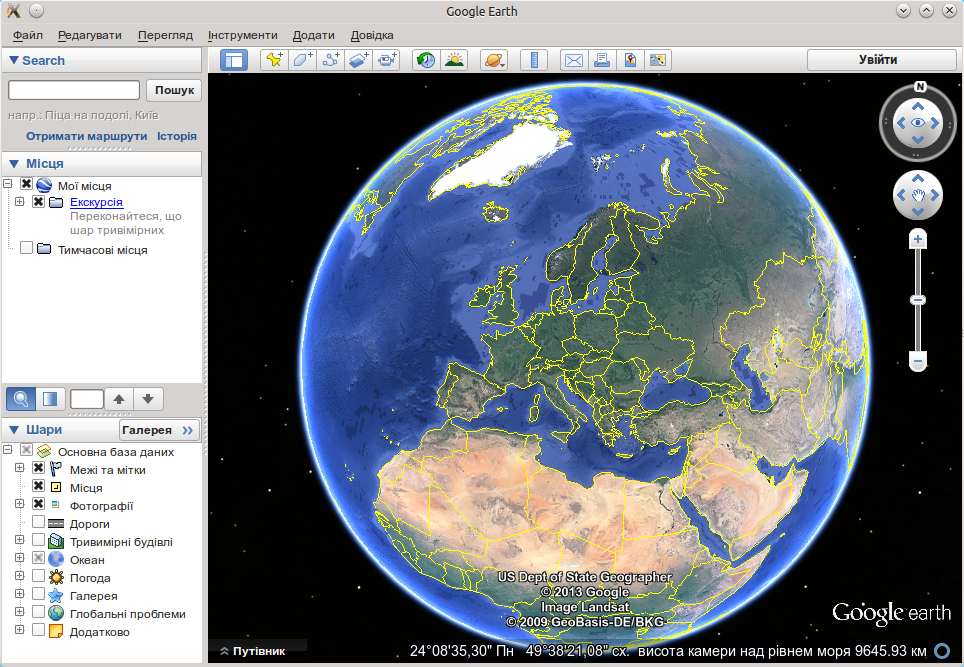 Google Earth
Файл Редагувати Перегляд Інструменти Додати Довідка
Search
Увійти
Пошук
напр.: Піца на подолі, Київ
Отримати маршрути Історія
Місця
Мої місця
Екскурсія
Переконайтеся, що
шар тривимірних
Тимчасові місця
Шари
Галерея
Основна база даних
Межі та мітки
Місця
Фотографії
Дороги
Тривимірні будівлі
Океан
Погода
Галерея
Глобальні проблеми
Додатково
N
US Dept of State Geographer
© 2013 Google
Image Landsat
© 2009 GeoBasis-DE/BKG
Google earth
Путівник
24°08'35,30" Пн 49°38'21,08" сх. висота камери над рівнем моря 9645.93 км